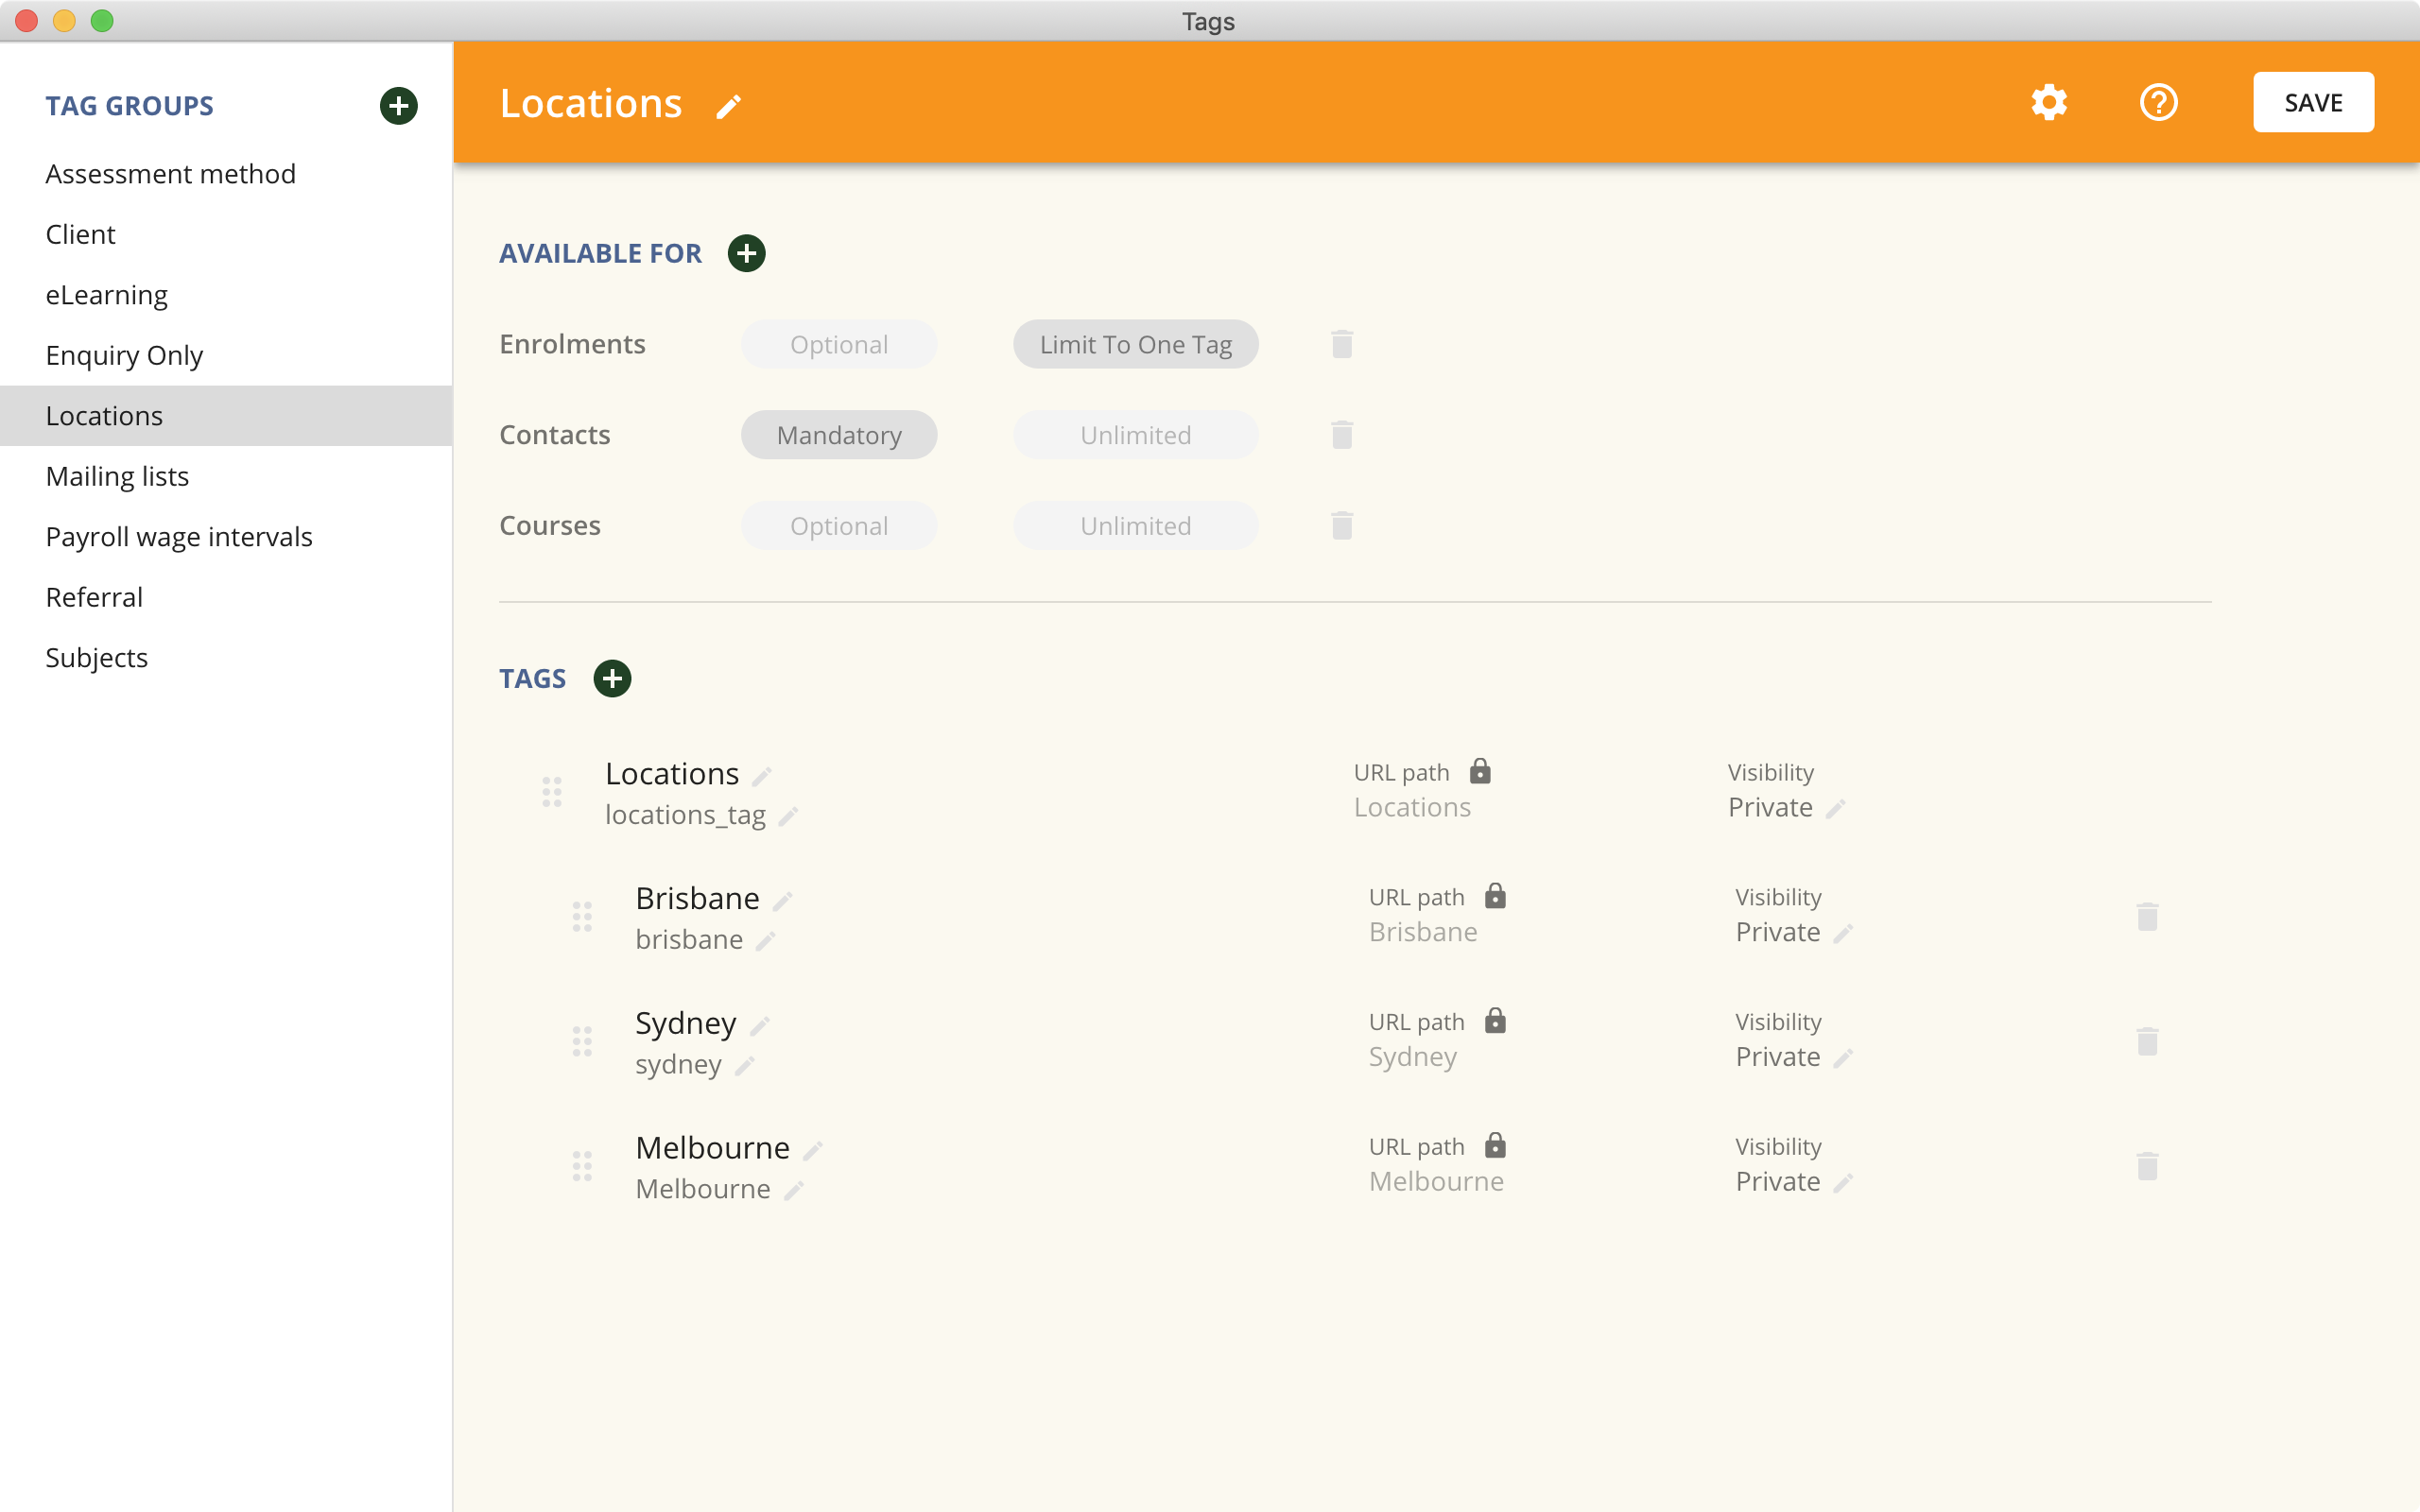 Tags
TAG GROUPS
Assessment method
Client
eLearning
Enquiry Only
Locations
Mailing lists
Payroll wage intervals
Referral
Subjects
Locations
SAVE
AVAILABLE FOR
Enrolments Optional Limit To One Tag
Contacts Mandatory Unlimited
Courses Optional Unlimited
TAGS
Locations URL path Visibility
locations_tag Locations Private
Brisbane URL path Visibility
brisbane Brisbane Private
Sydney URL path Visibility
sydney Sydney Private
Melbourne URL path Visibility
Melbourne Melbourne Private